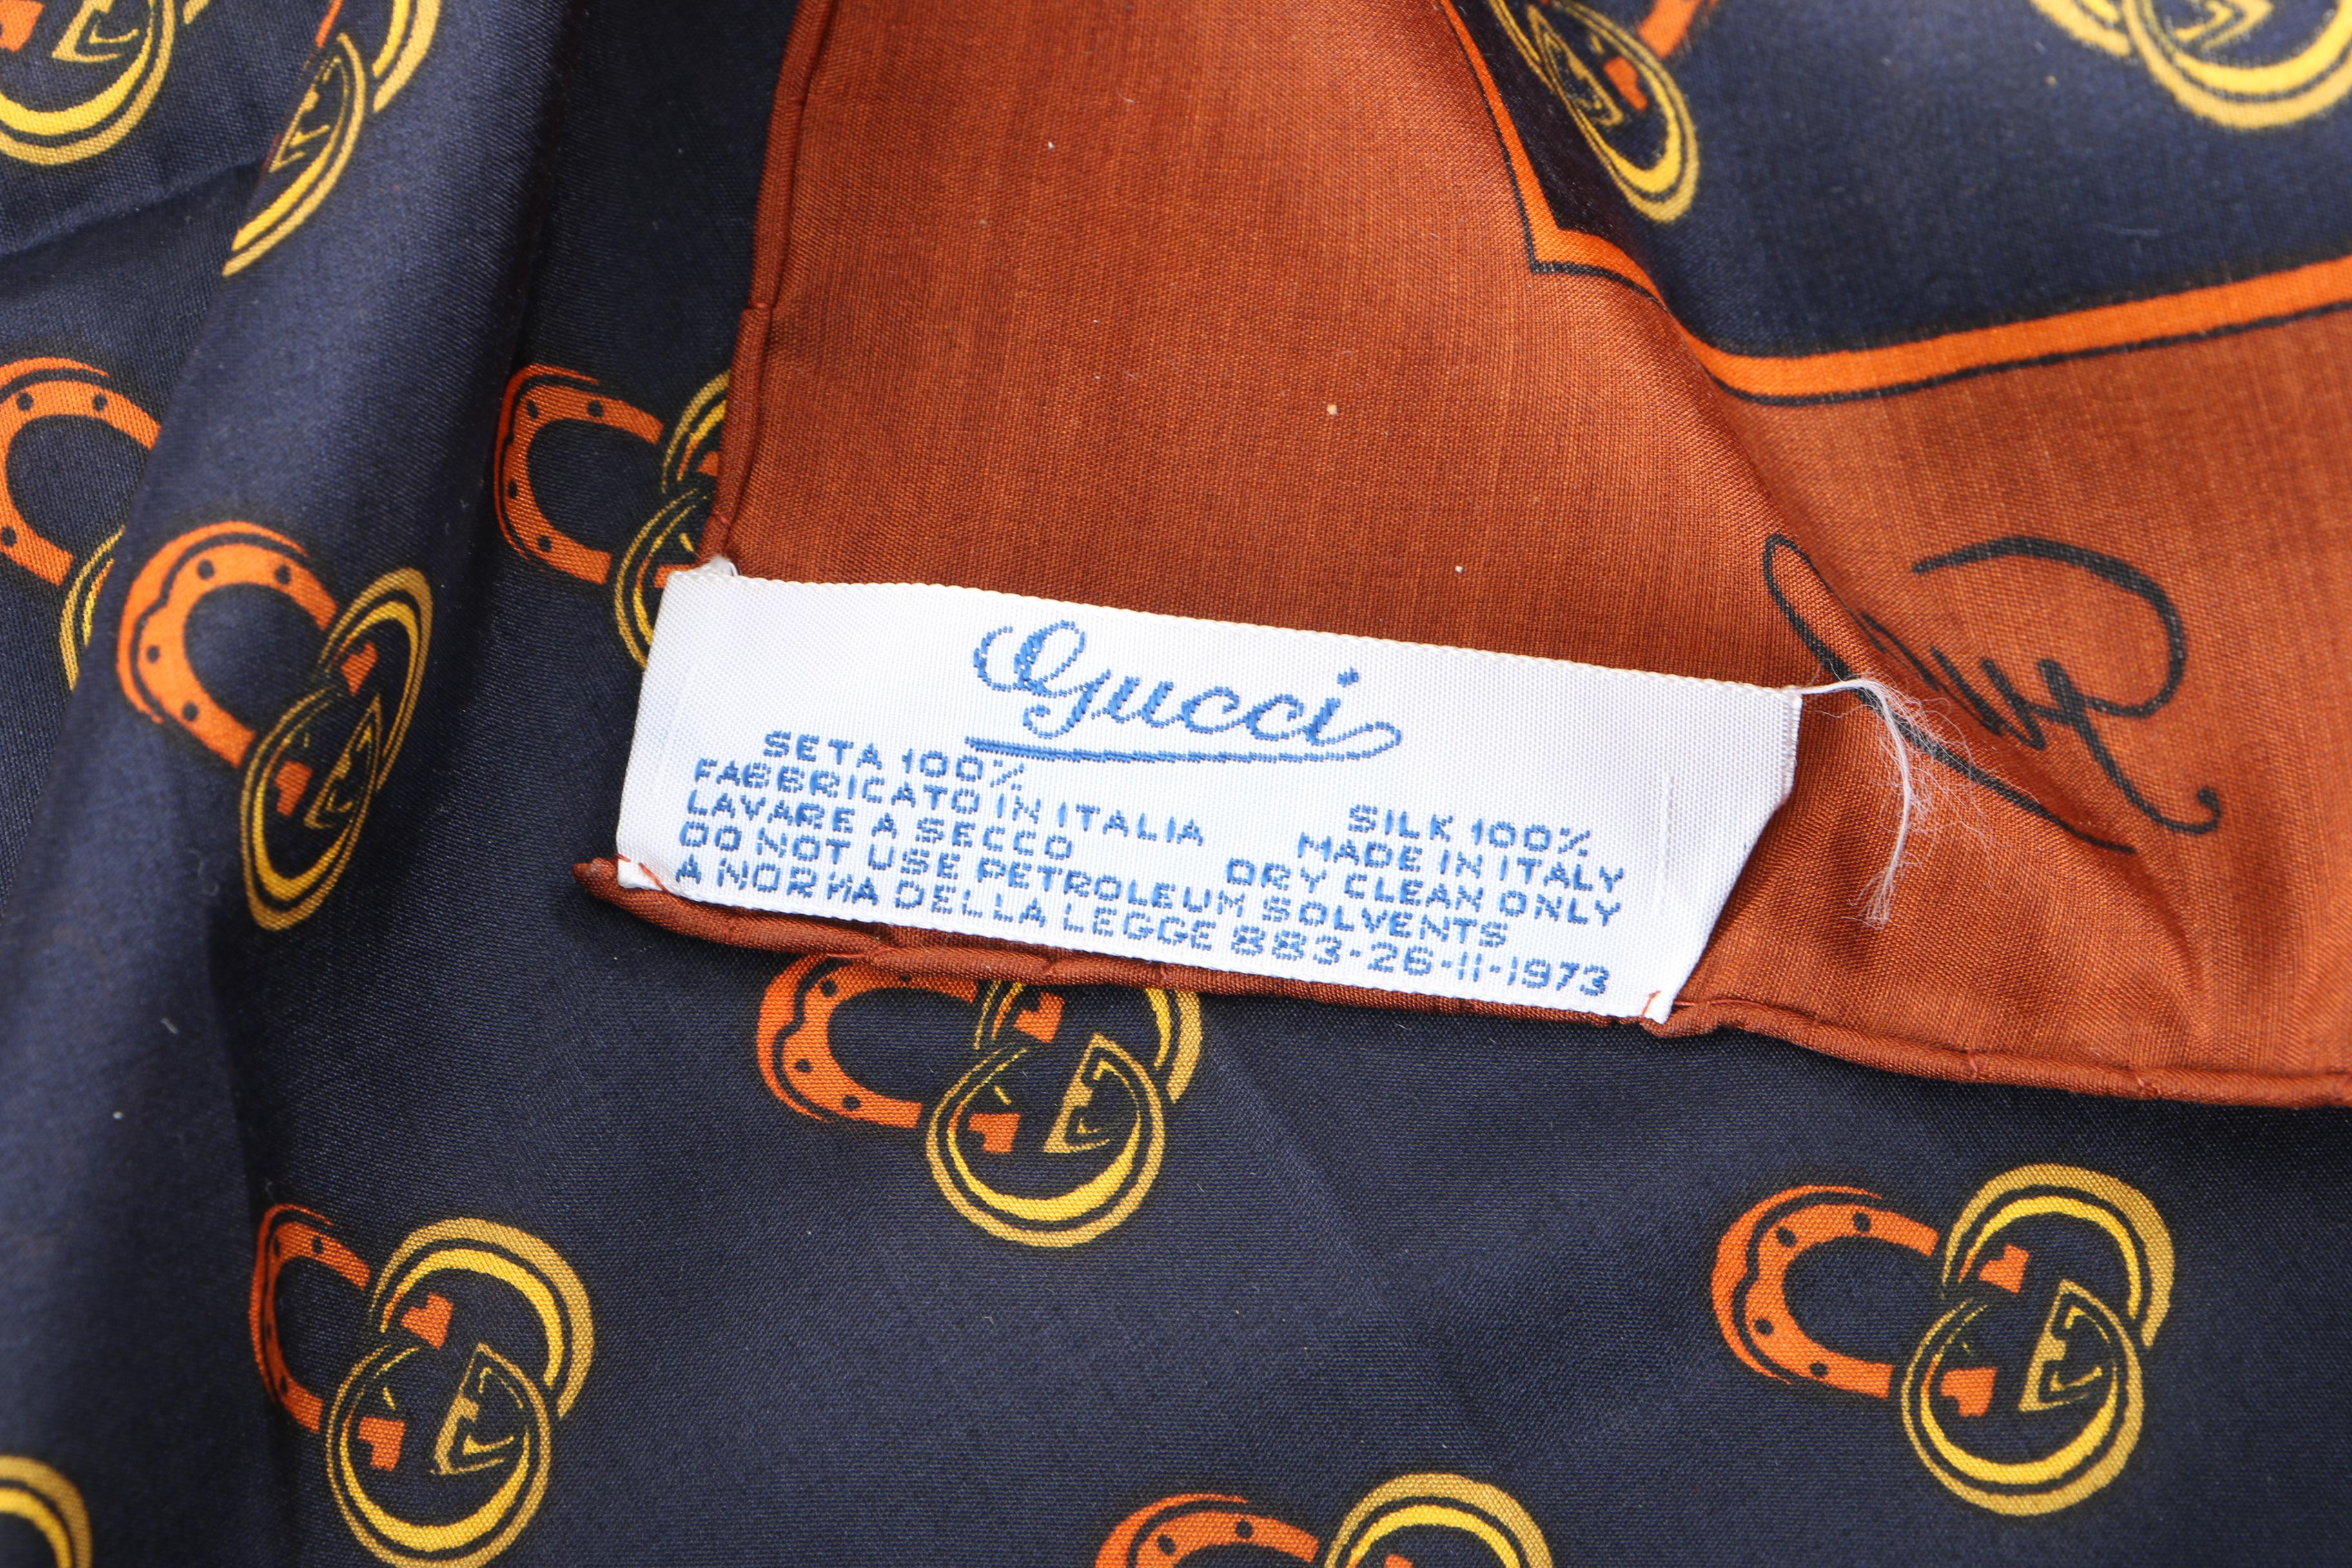 Gucci
SETA 100%
FABBRICATO IN ITALIA
LAVARE A SECCO
SILK 100%
MADE IN ITALY
DRY CLEAN ONLY
DO NOT USE PETROLEUM SOLVENTS
A NORMA DELLA LEGGE 883-26-11-1973